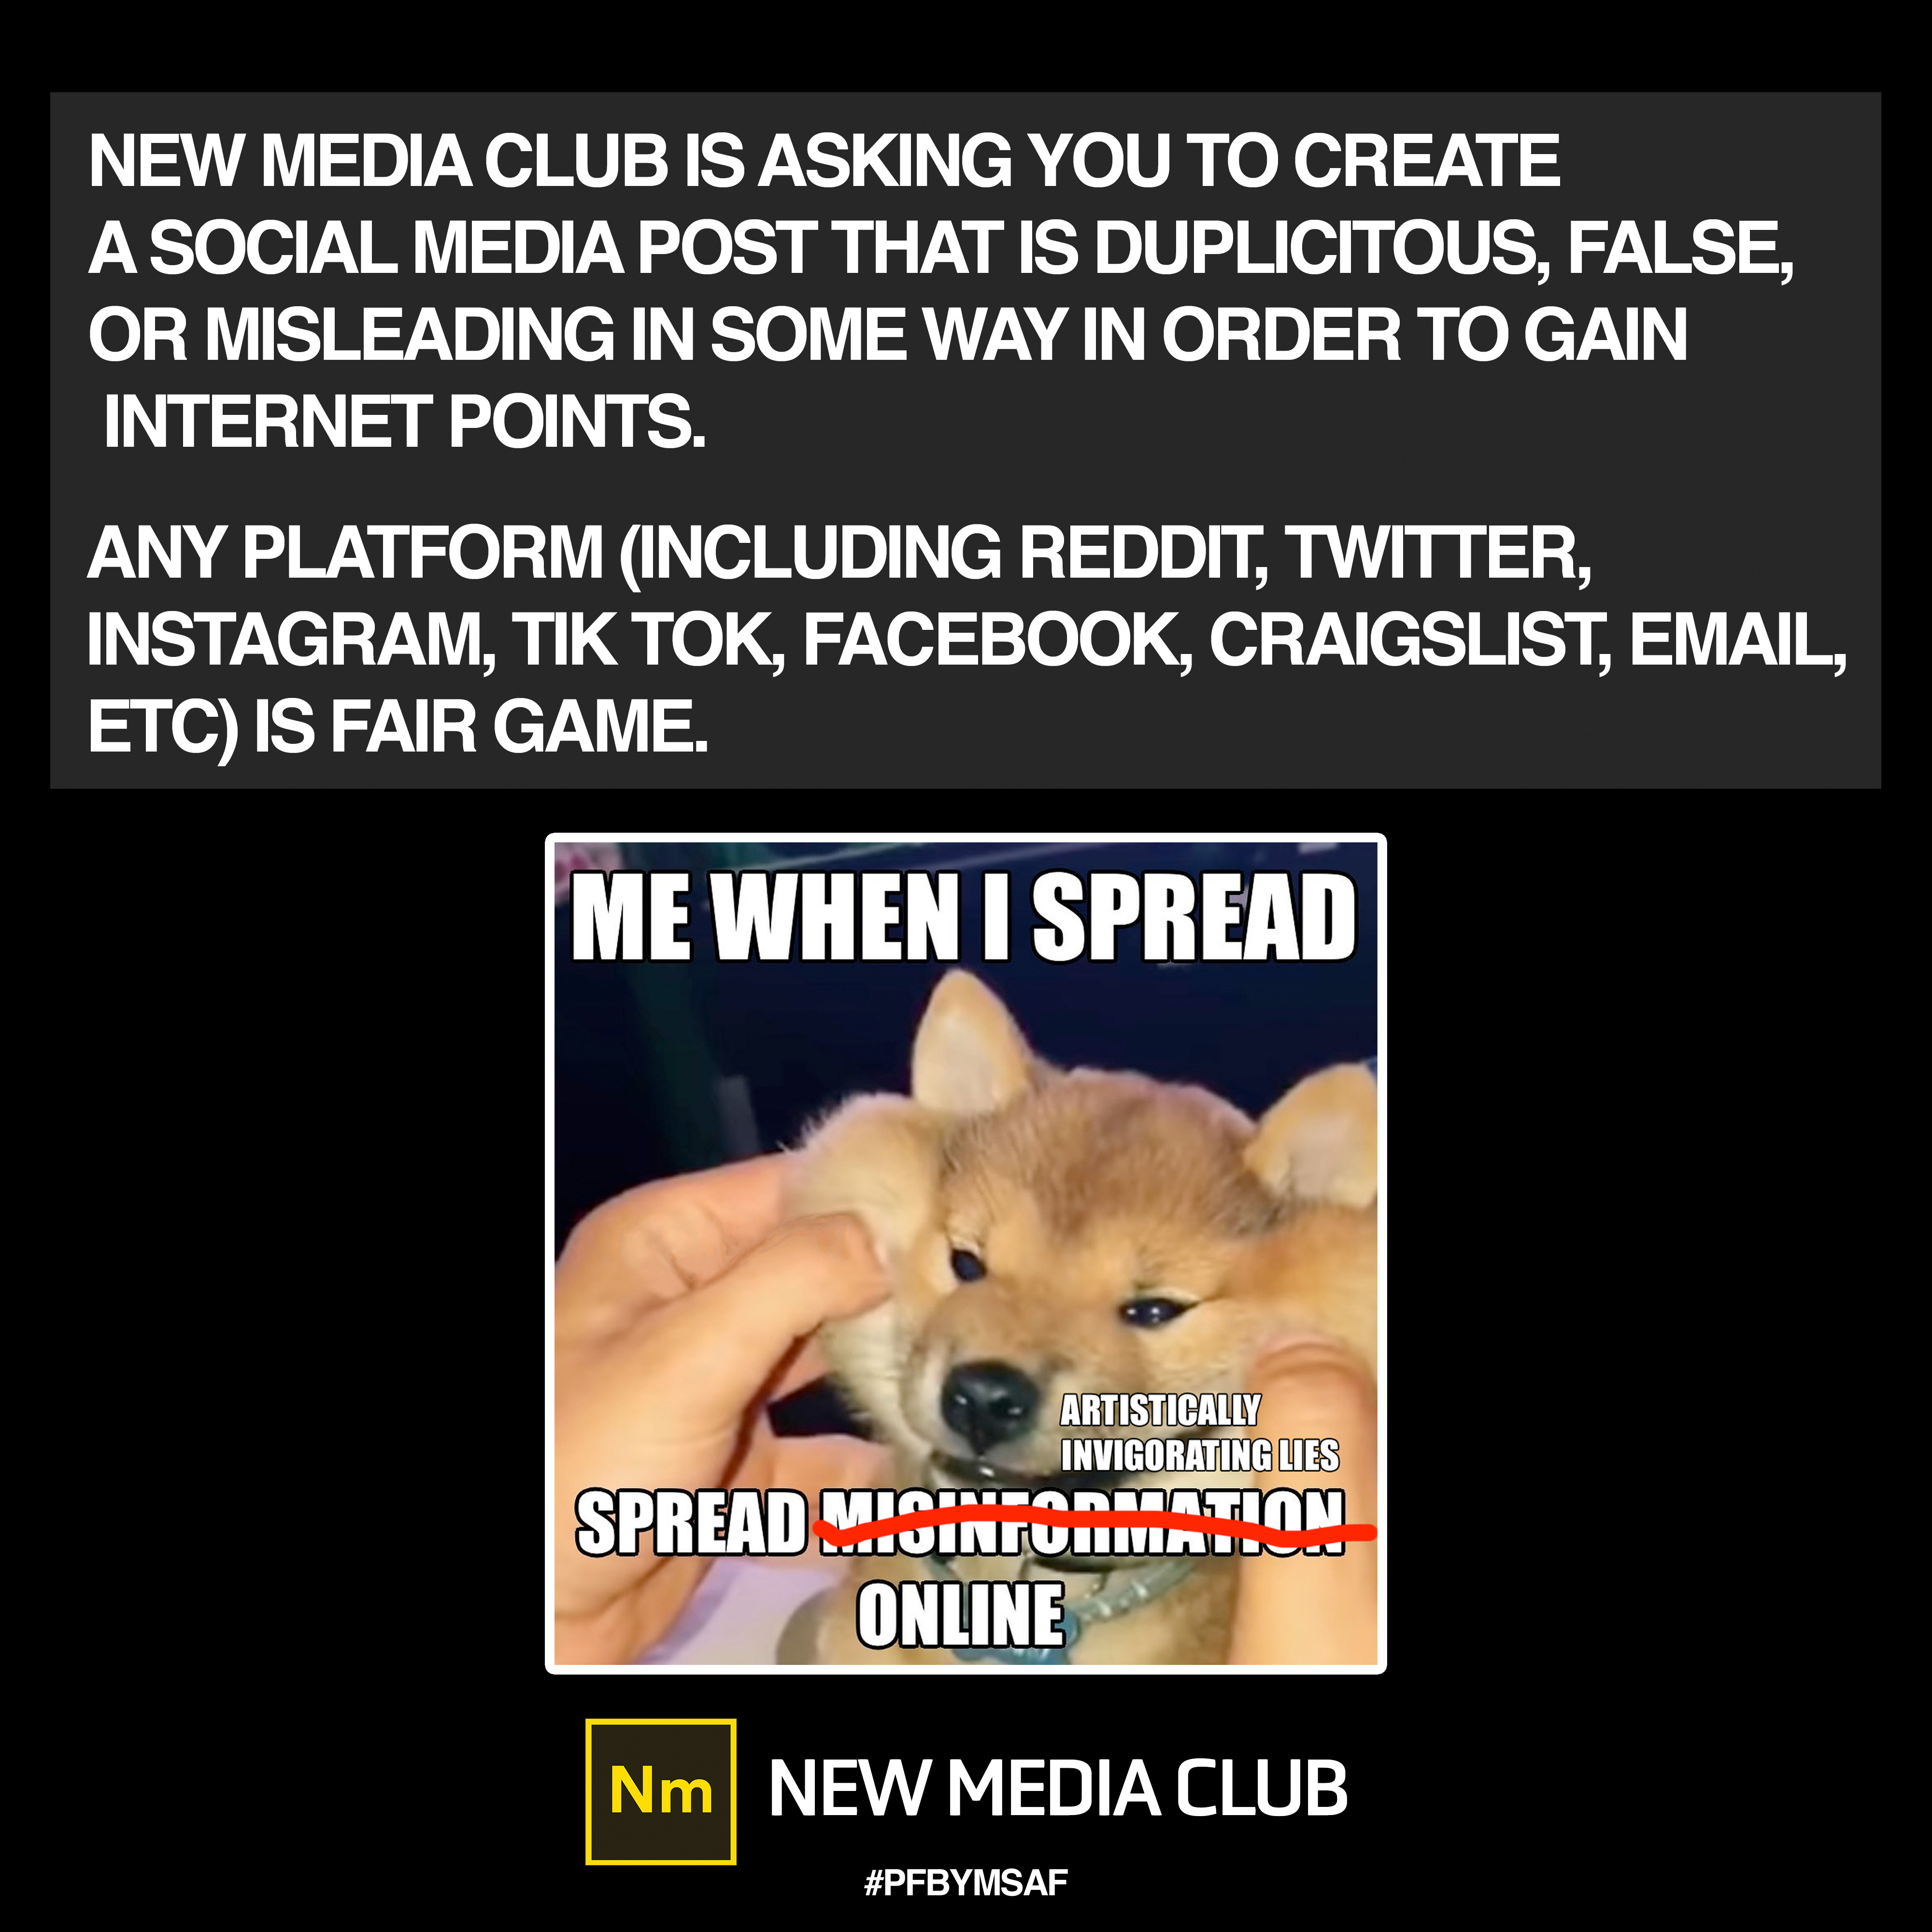 NEW MEDIA CLUB IS ASKING YOU TO CREATE
A SOCIAL MEDIA POST THAT IS DUPLICITOUS, FALSE,
OR MISLEADING IN SOME WAY IN ORDER TO GAIN
INTERNET POINTS.
ANY PLATFORM (INCLUDING REDDIT, TWITTER,
INSTAGRAM, TIK TOK, FACEBOOK, CRAIGSLIST, EMAIL,
ETC) IS FAIR GAME.
ME WHEN I SPREAD
ARTISTICALLY
INVIGORATING LIES
SPREAD MISINFORMATION
ONLINE
Nm NEW MEDIA CLUB
#PFBYMSAF